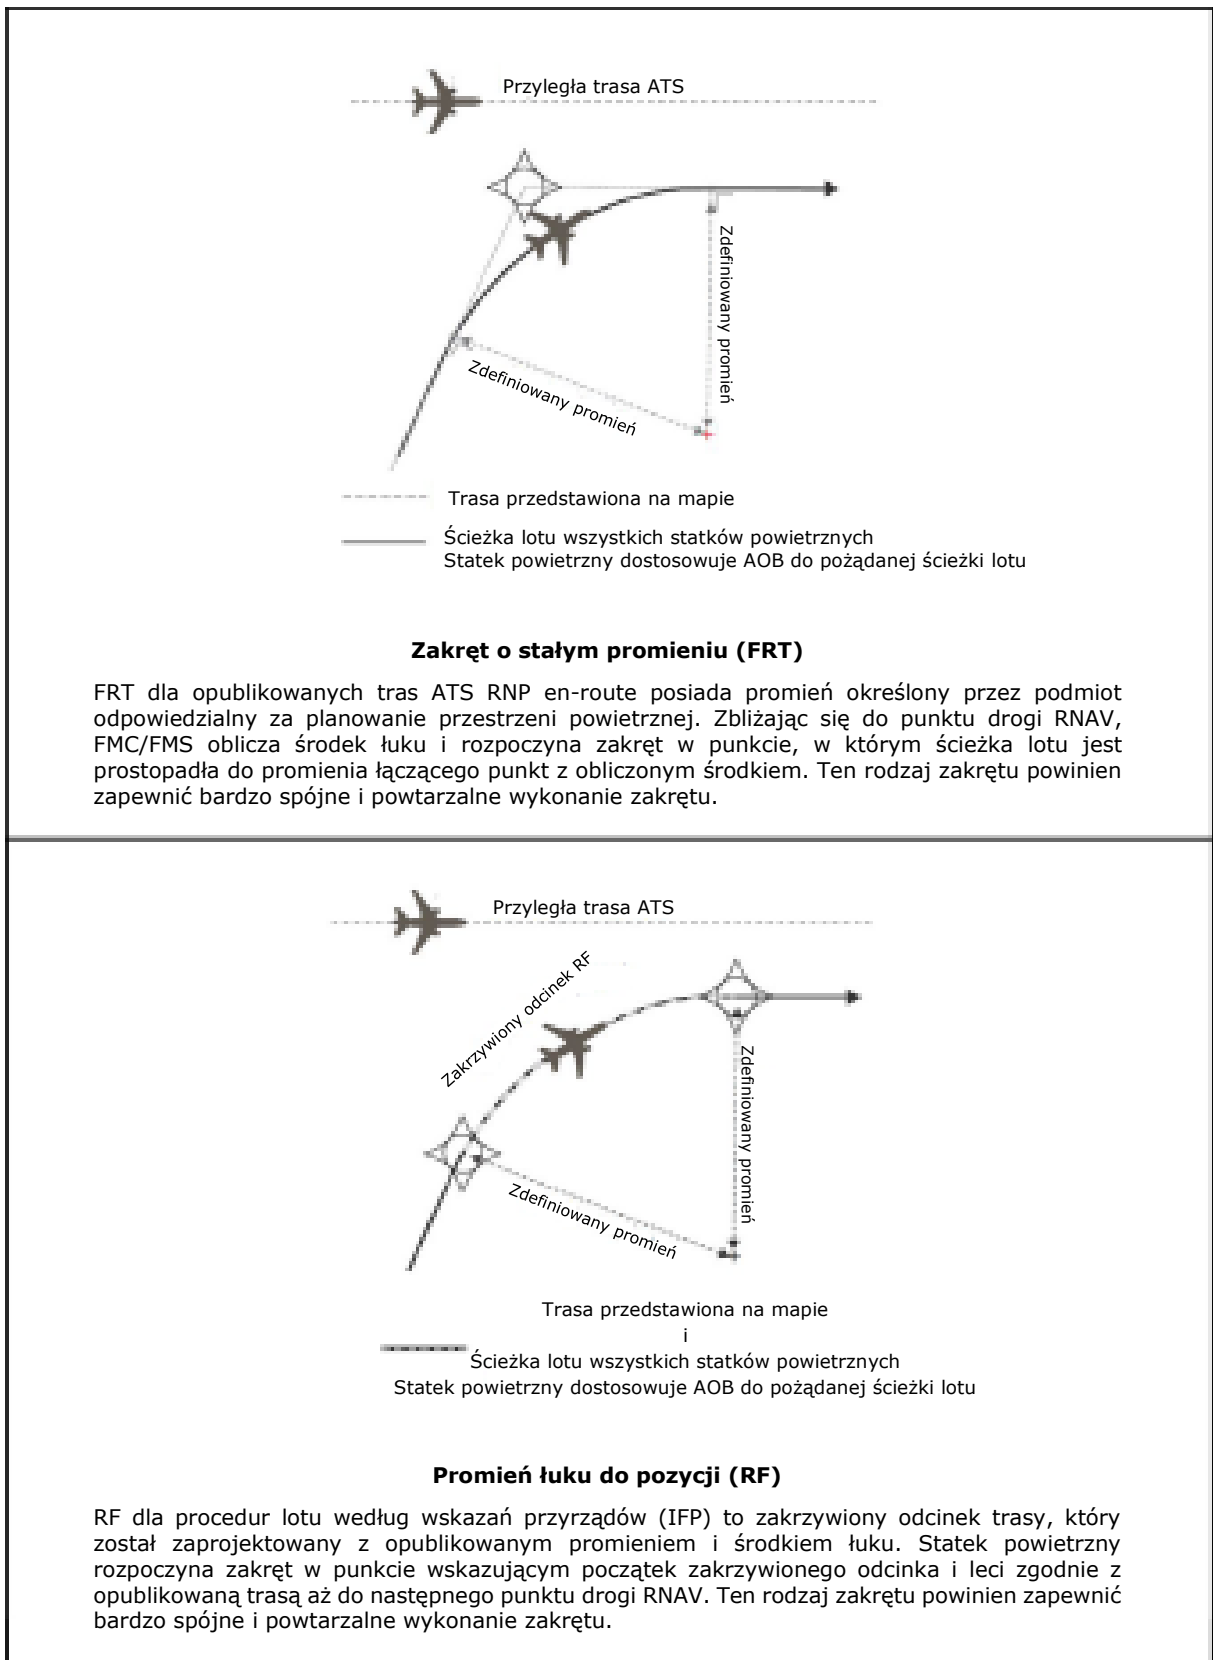 Przyległa trasa ATS
Zdefiniowany promień
Zdefiniowany promień
Trasa przedstawiona na mapie
Ścieżka lotu wszystkich statków powietrznych
Statek powietrzny dostosowuje AOB do pożądanej ścieżki lotu
Zakręt o stałym promieniu (FRT)
FRT dla opublikowanych tras ATS RNP en-route posiada promień określony przez podmiot
odpowiedzialny za planowanie przestrzeni powietrznej. Zbliżając się do punktu drogi RNAV,
FMC/FMS oblicza środek łuku i rozpoczyna zakręt w punkcie, w którym ścieżka lotu jest
prostopadła do promienia łączącego punkt z obliczonym środkiem. Ten rodzaj zakrętu powinien
zapewnić bardzo spójne i powtarzalne wykonanie zakrętu.
Przyległa trasa ATS
Zakrzywiony odcinek RF
Zdefiniowany promień
Zdefiniowany promień
Trasa przedstawiona na mapie
i
Ścieżka lotu wszystkich statków powietrznych
Statek powietrzny dostosowuje AOB do pożądanej ścieżki lotu
Promień łuku do pozycji (RF)
RF dla procedur lotu według wskazań przyrządów (IFP) to zakrzywiony odcinek trasy, który
został zaprojektowany z opublikowanym promieniem i środkiem łuku. Statek powietrzny
rozpoczyna zakręt w punkcie wskazującym początek zakrzywionego odcinka i leci zgodnie z
opublikowaną trasą aż do następnego punktu drogi RNAV. Ten rodzaj zakrętu powinien zapewnić
bardzo spójne i powtarzalne wykonanie zakrętu.